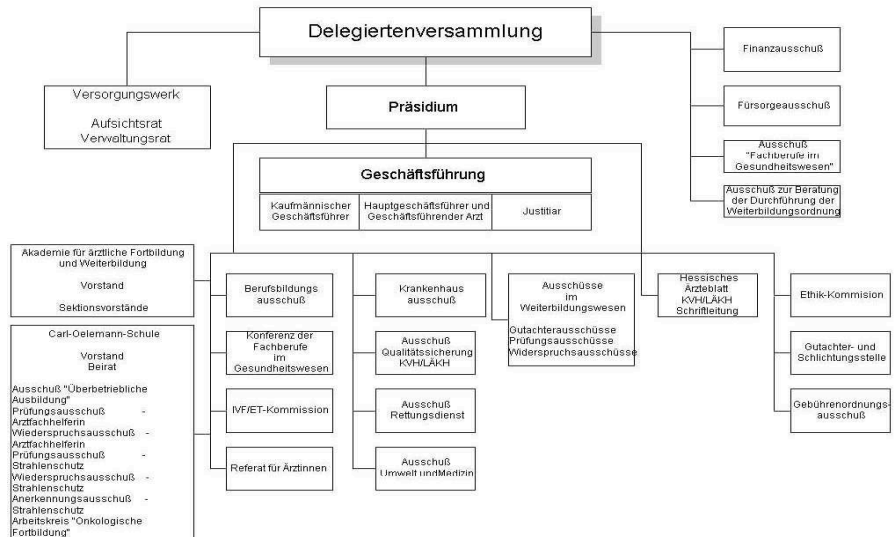 Delegiertenversammlung
Versorgungswerk
Aufsichtsrat
Verwaltungsrat
Präsidium
Finanzausschuß
Fürsorgeausschuß
Ausschuß
"Fachberufe im
Gesundheitswesen"
Ausschuß zur Beratung
der Durchführung der
Weiterbildungsordnung
Geschäftsführung
Kaufmännischer
Geschäftsführer
Hauptgeschäftsführer und
Geschäftsführender Arzt
Justitiar
Akademie für ärztliche Fortbildung
und Weiterbildung
Vorstand
Sektionsvorstände
Carl-Oelemann-Schule
Vorstand
Beirat
Ausschuß "Überbetriebliche
Ausbildung"
Prüfungsausschuß -
Arztfachhelferin
Wiederspruchsausschuß -
Arztfachhelferin
Prüfungsausschuß -
Strahlenschutz
Wiederspruchsausschuß -
Strahlenschutz
Anerkennungsausschuß -
Strahlenschutz
Arbeitskreis "Onkologische
Fortbildung"
Berufsbildungs
ausschuß
Konferenz der
Fachberufe
im
Gesundheitswesen
IVF/ET-Kommission
Referat für Ärztinnen
Krankenhaus
ausschuß
Ausschuß
Qualitätssicherung
KVH/LÄKH
Ausschuß
Rettungsdienst
Ausschuß
Umwelt undMedizin
Ausschüsse
im
Weiterbildungswesen
Gutachterausschüsse
Prüfungsausschüsse
Widerspruchsausschüsse
Hessisches
Ärzteblatt
KVH/LÄKH
Schriftleitung
Ethik-Kommision
Gutachter- und
Schlichtungsstelle
Gebührenordnungs-
ausschuß